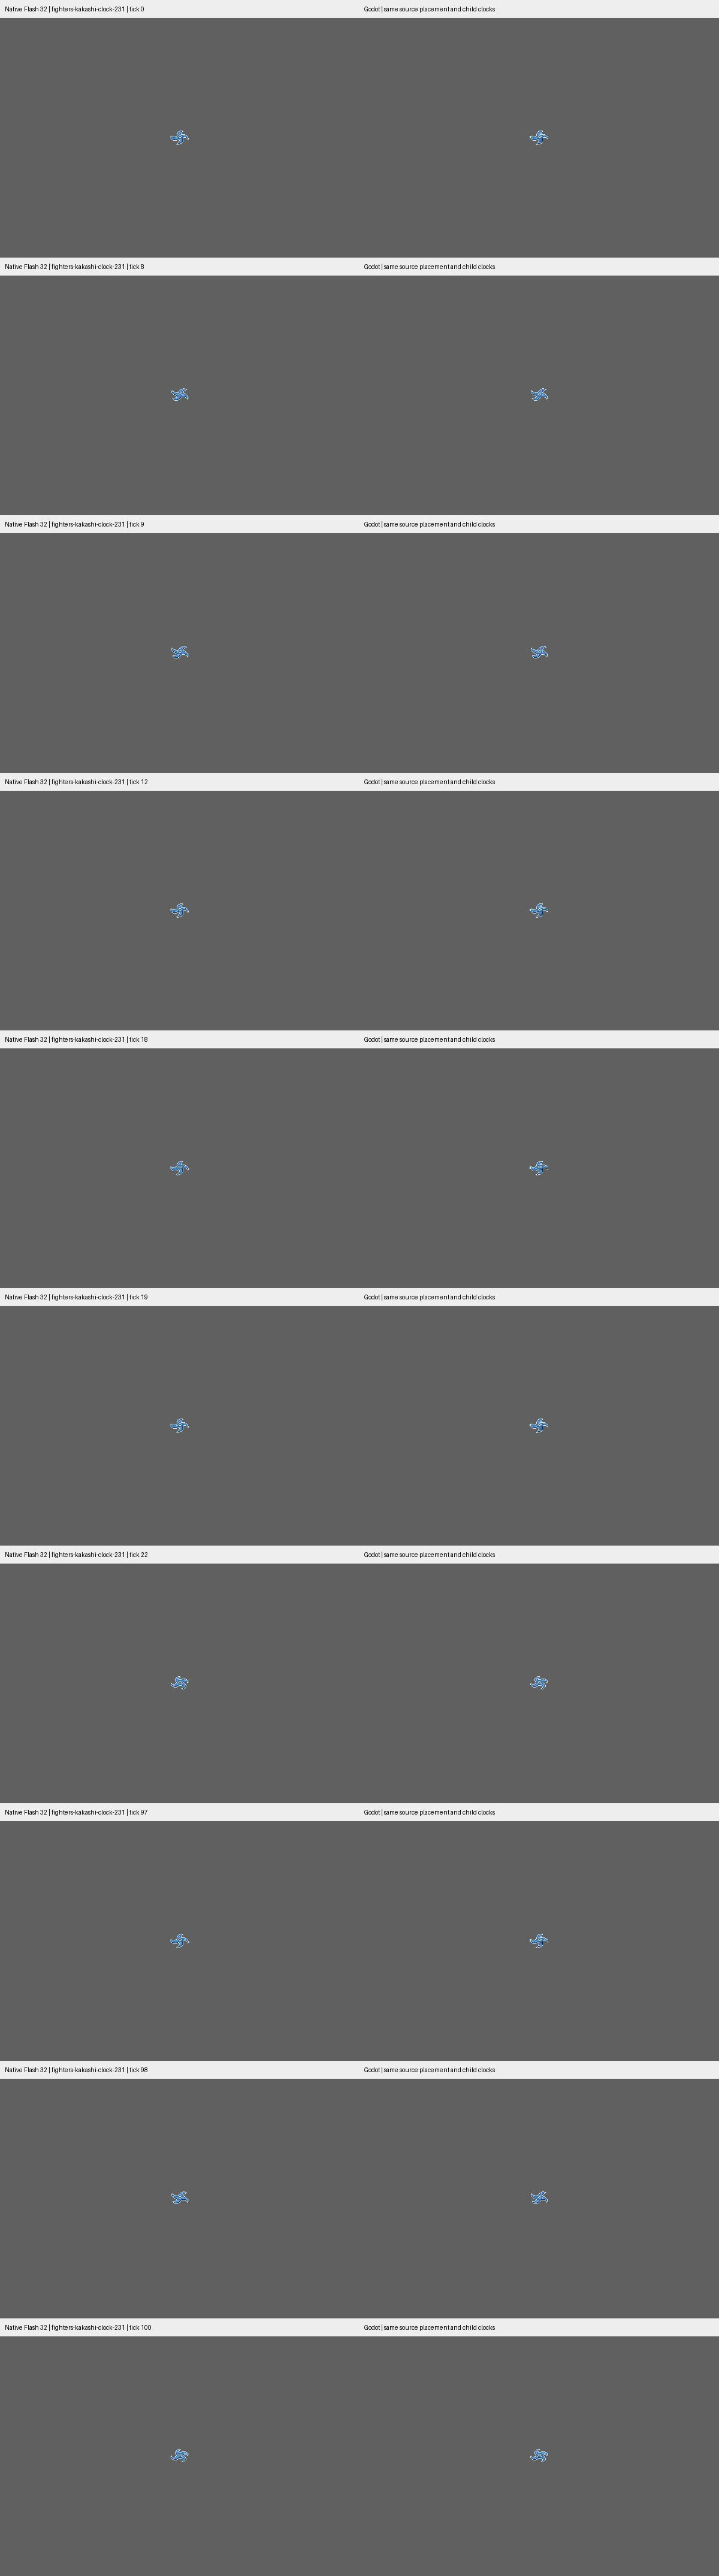 Native Flash 32 | fighters-kakashi-clock-231 | tick 0
Godot | same source placement and child clocks
Native Flash 32 | fighters-kakashi-clock-231 | tick 8
Godot | same source placement and child clocks
Native Flash 32 | fighters-kakashi-clock-231 | tick 9
Godot | same source placement and child clocks
Native Flash 32 | fighters-kakashi-clock-231 | tick 12
Godot | same source placement and child clocks
Native Flash 32 | fighters-kakashi-clock-231 | tick 18
Godot | same source placement and child clocks
Native Flash 32 | fighters-kakashi-clock-231 | tick 19
Godot | same source placement and child clocks
Native Flash 32 | fighters-kakashi-clock-231 | tick 22
Godot | same source placement and child clocks
Native Flash 32 | fighters-kakashi-clock-231 | tick 97
Godot | same source placement and child clocks
Native Flash 32 | fighters-kakashi-clock-231 | tick 98
Godot | same source placement and child clocks
Native Flash 32 | fighters-kakashi-clock-231 | tick 100
Godot | same source placement and child clocks